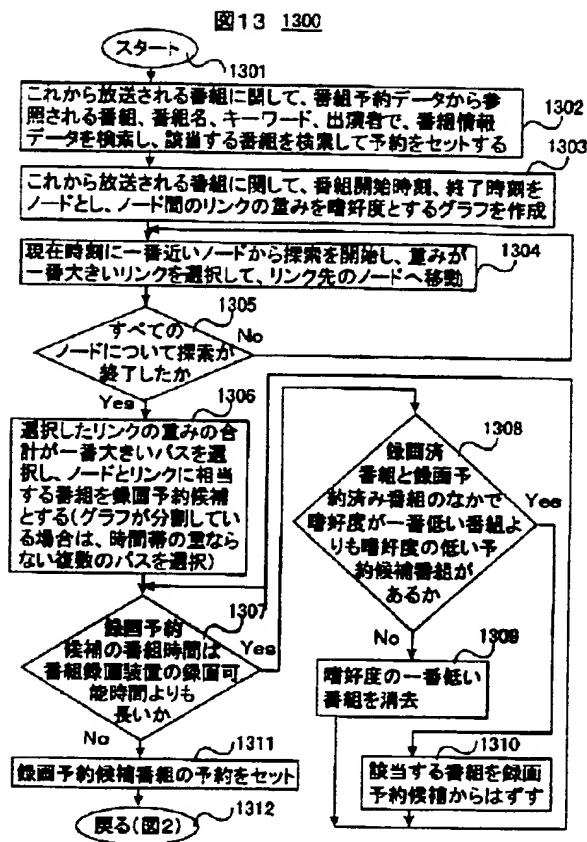 図13 1300
スタート
1301
これから放送される番組に関して、番組予約データから参
照される番組、番組名、キーワード、出演者で、番組情報
データを検索し、該当する番組を検索して予約をセットする
1302
1303
これから放送される番組に関して、番組開始時刻、終了時刻を
ノードとし、ノード間のリンクの重みを嗜好度とするグラフを作成
現在時刻に一番近いノードから探索を開始し、重みが
一番大きいリンクを選択して、リンク先のノードへ移動
1304
1305
すべての
ノードについて探索が
終了したか
No
Yes
1306
選択したリンクの重みの合
計が一番大きいパスを選
択し、ノードとリンクに相当
する番組を録画予約候補
とする(グラフが分割してい
る場合は、時間帯の重なら
ない複数のパスを選択)
1307
録画予約
候補の番組時間は
番組録画装置の録画可
能時間よりも
長いか
Yes
No
1308
録画済
番組と録画予
約済み番組のなかで
嗜好度が一番低い番組よ
りも嗜好度の低い予
約候補番組が
あるか
Yes
No
1309
嗜好度の一番低い
番組を消去
1310
該当する番組を録画
予約候補からはずす
1311
録画予約候補番組の予約をセット
戻る(図2)
1312